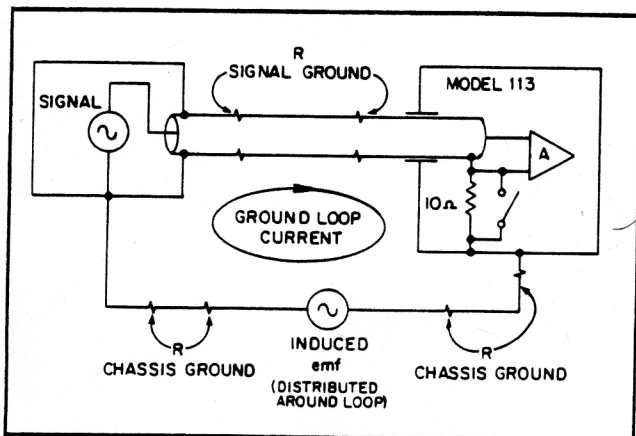 R
SIGNAL GROUND
MODEL 113
SIGNAL
A
10Ω
GROUND LOOP
CURRENT
R
CHASSIS GROUND
INDUCED
emf
(DISTRIBUTED
AROUND LOOP)
R
CHASSIS GROUND